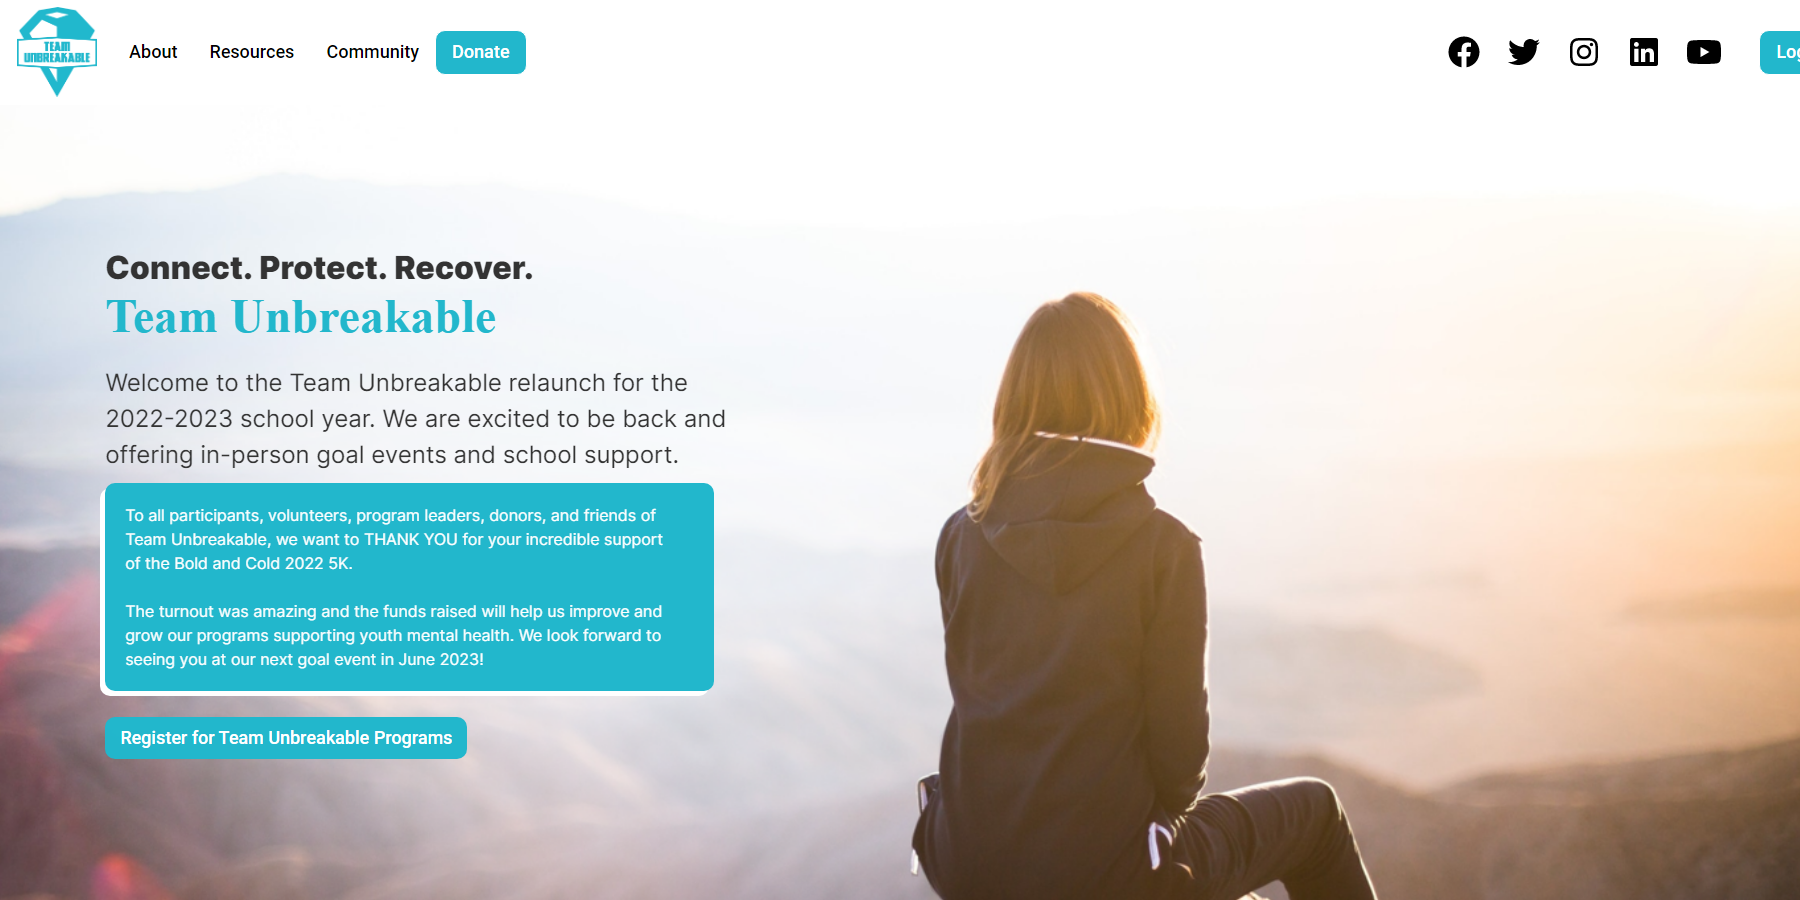 TEAM
UNBREAKABLE
About Resources Community Donate
Connect. Protect. Recover.
Team Unbreakable
Welcome to the Team Unbreakable relaunch for the
2022-2023 school year. We are excited to be back and
offering in-person goal events and school support.
To all participants, volunteers, program leaders, donors, and friends of
Team Unbreakable, we want to THANK YOU for your incredible support
of the Bold and Cold 2022 5K.
The turnout was amazing and the funds raised will help us improve and
grow our programs supporting youth mental health. We look forward to
seeing you at our next goal event in June 2023!
Register for Team Unbreakable Programs